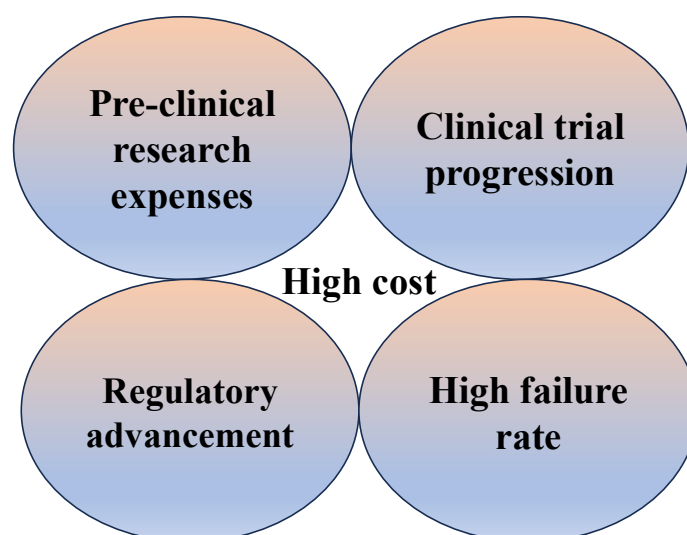 Pre-clinical
research
expenses
Clinical trial
progression
High cost
Regulatory
advancement
High failure
rate